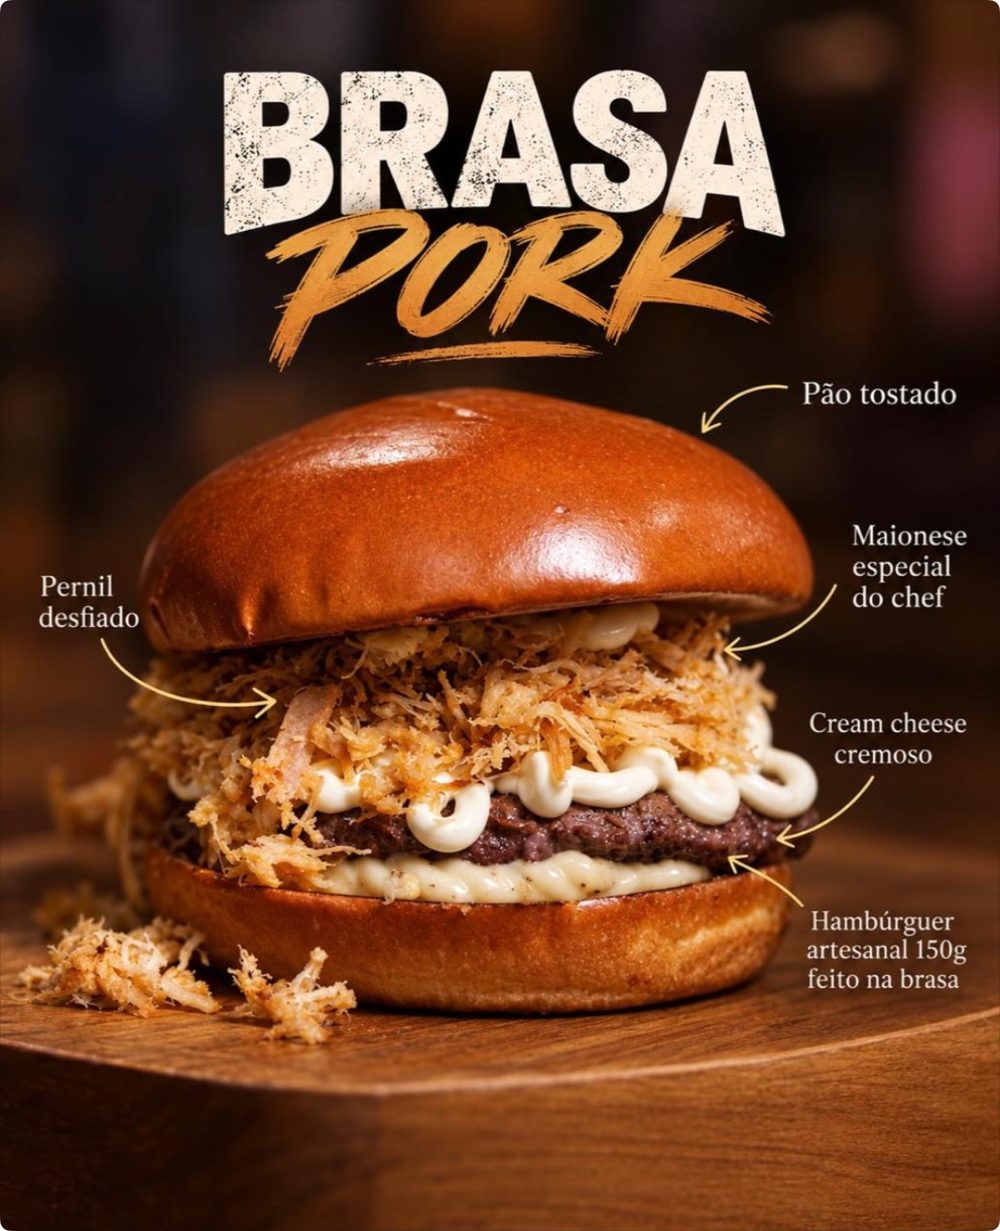 BRASA
PORK
Pão tostado
Maionese
especial
do chef
Pernil
desfiado
Cream cheese
cremoso
Hambúrguer
artesanal 150g
feito na brasa